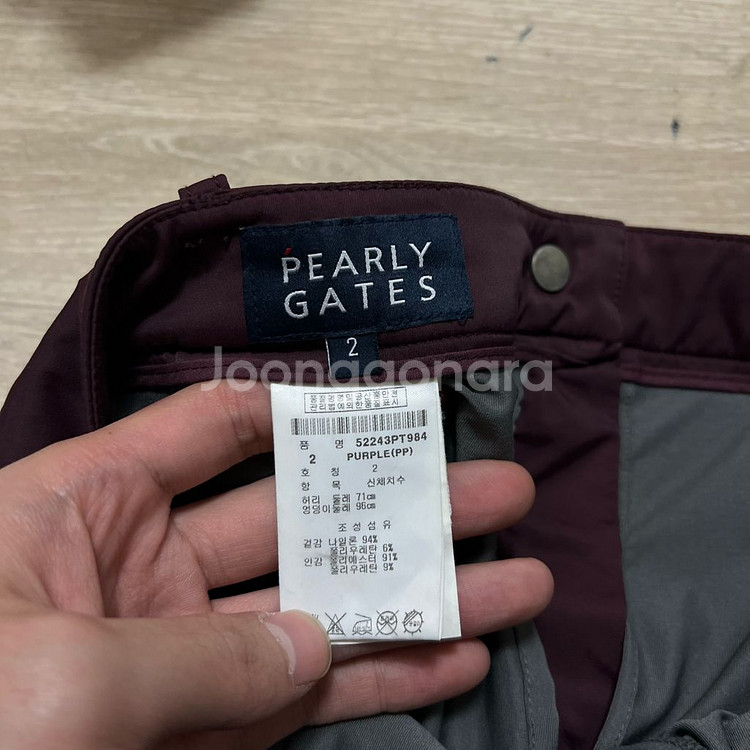 PEARLY
GATES
2
Joonggonara
품 명 52243PT984
2 PURPLE(PP)
호 칭 2
항 목 신체치수
허리 둘레 71㎝
엉덩이둘레 96㎝
조성섬유
겉감 나일론 94%
폴리우레탄 6%
안감 폴리에스터 91%
폴리우레탄 9%